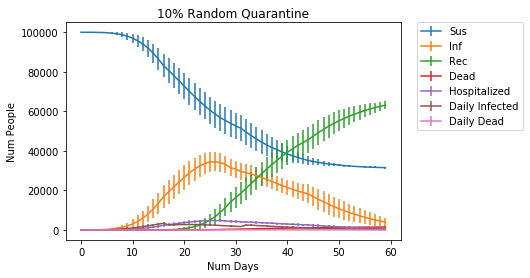 10% Random Quarantine
Sus
Inf
Rec
Dead
Hospitalized
Daily Infected
Daily Dead
100000
80000
60000
40000
20000
0
Num People
0 10 20 30 40 50 60
Num Days